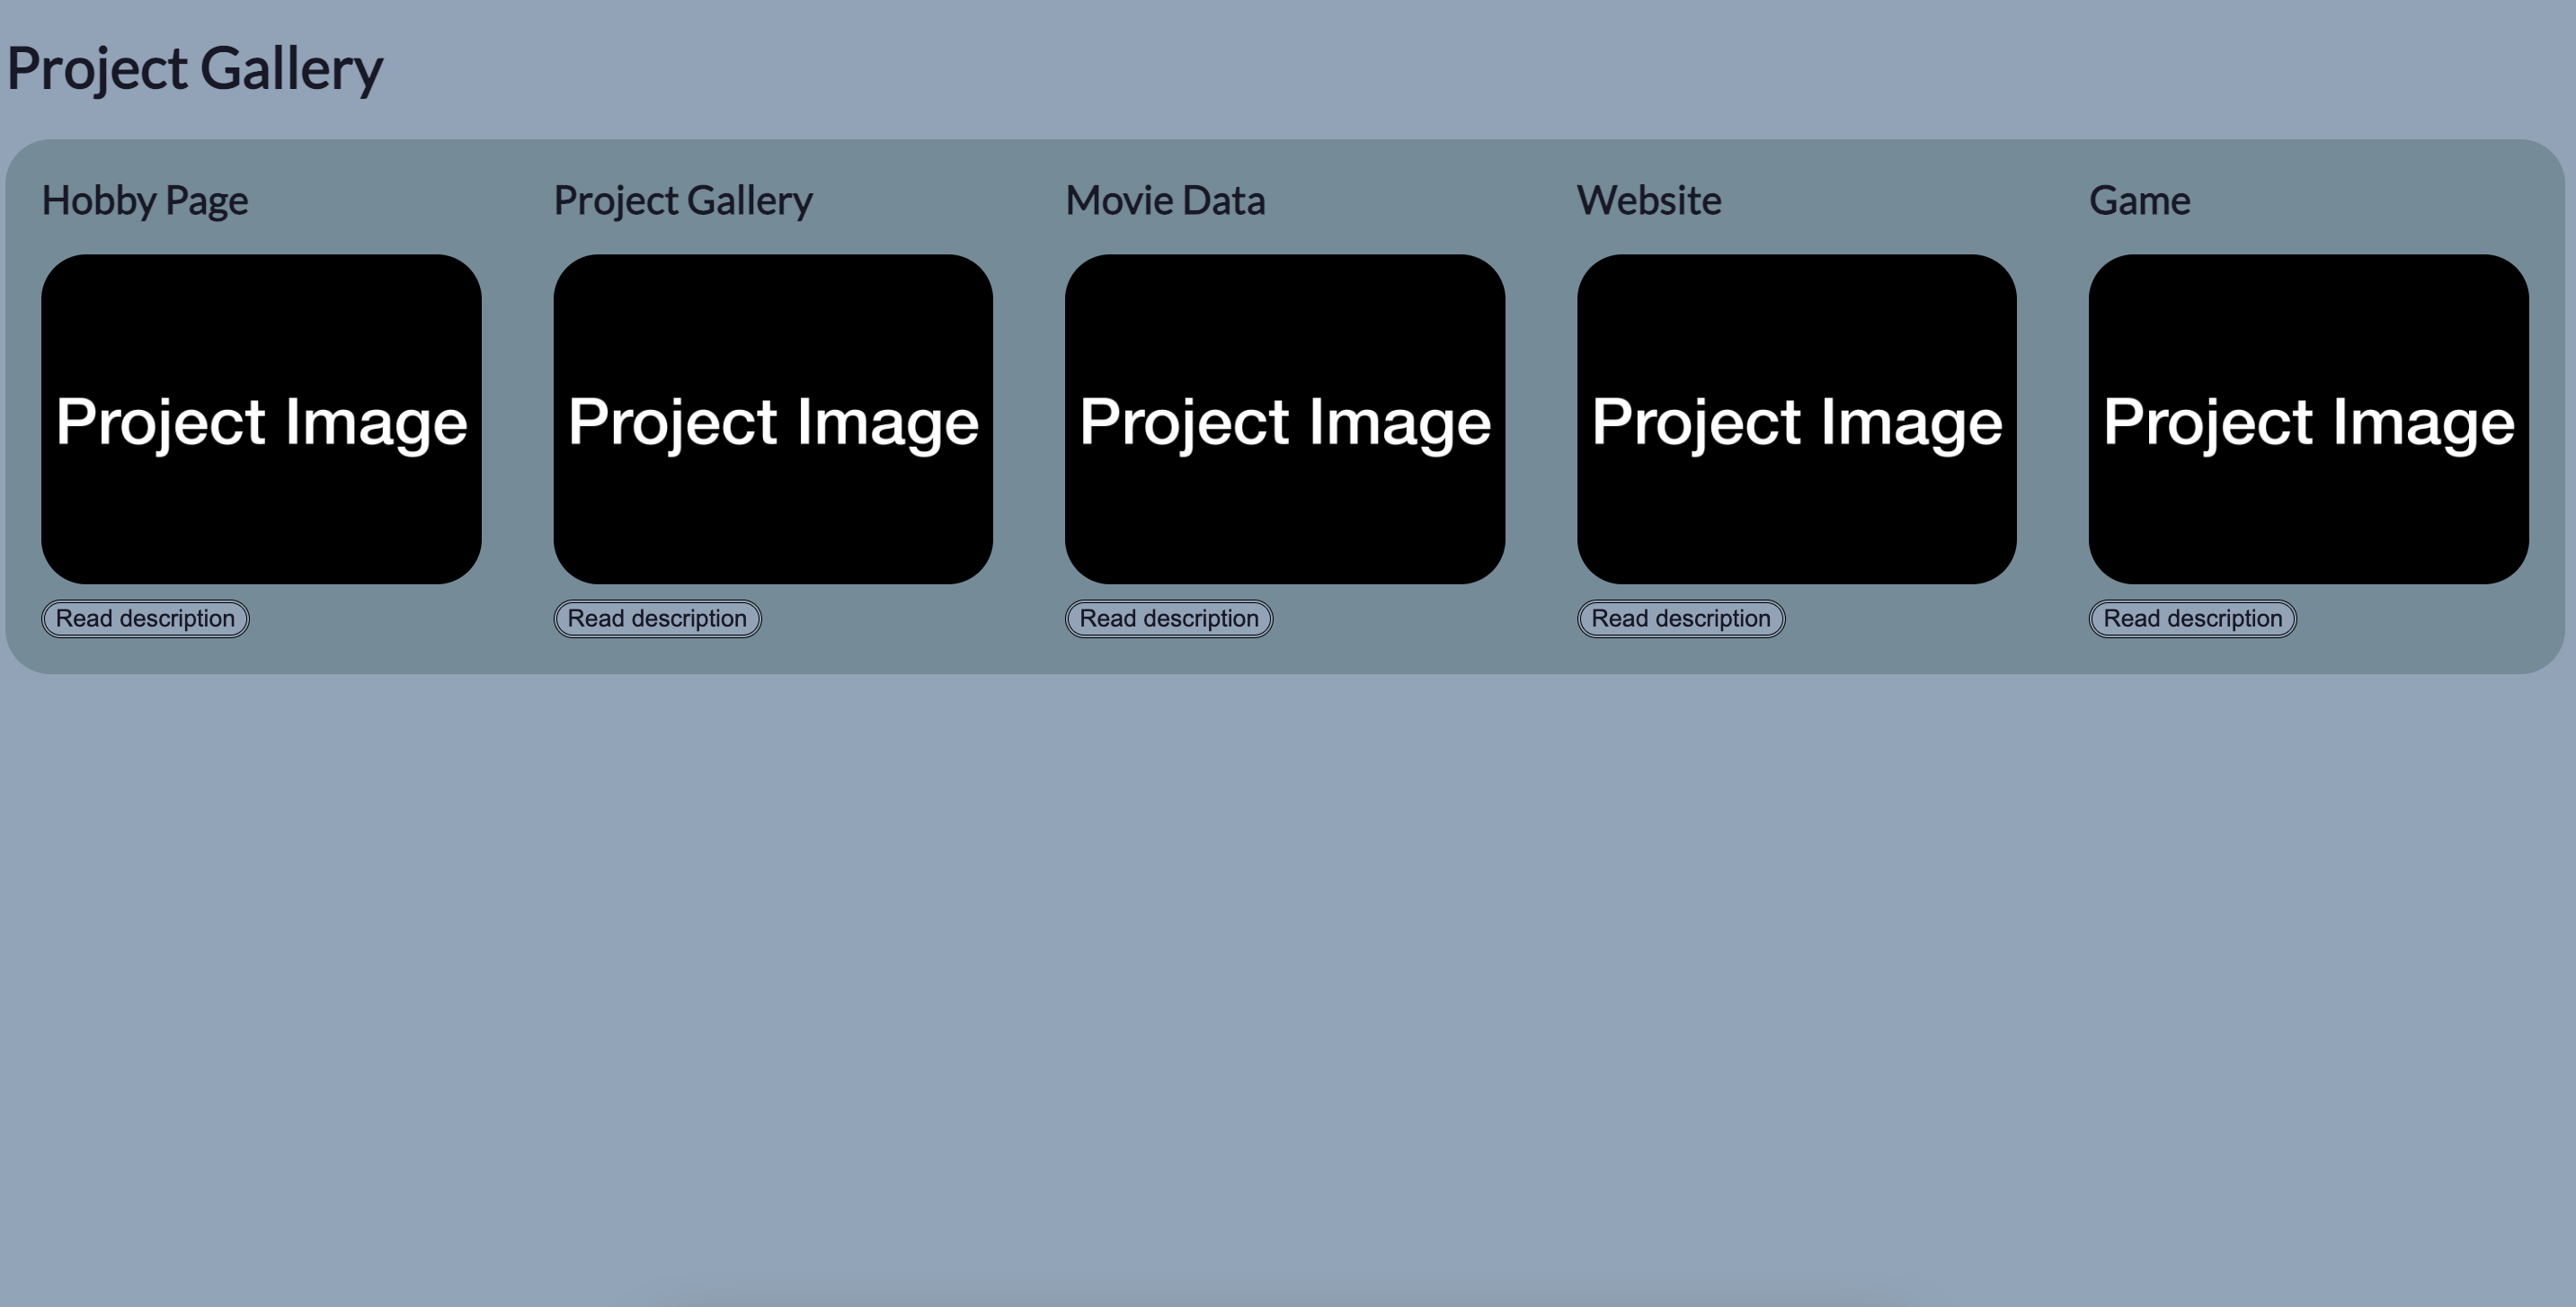 Project Gallery
Hobby Page
Project Gallery
Movie Data
Website
Game
Project Image
Project Image
Project Image
Project Image
Project Image
Read description
Read description
Read description
Read description
Read description